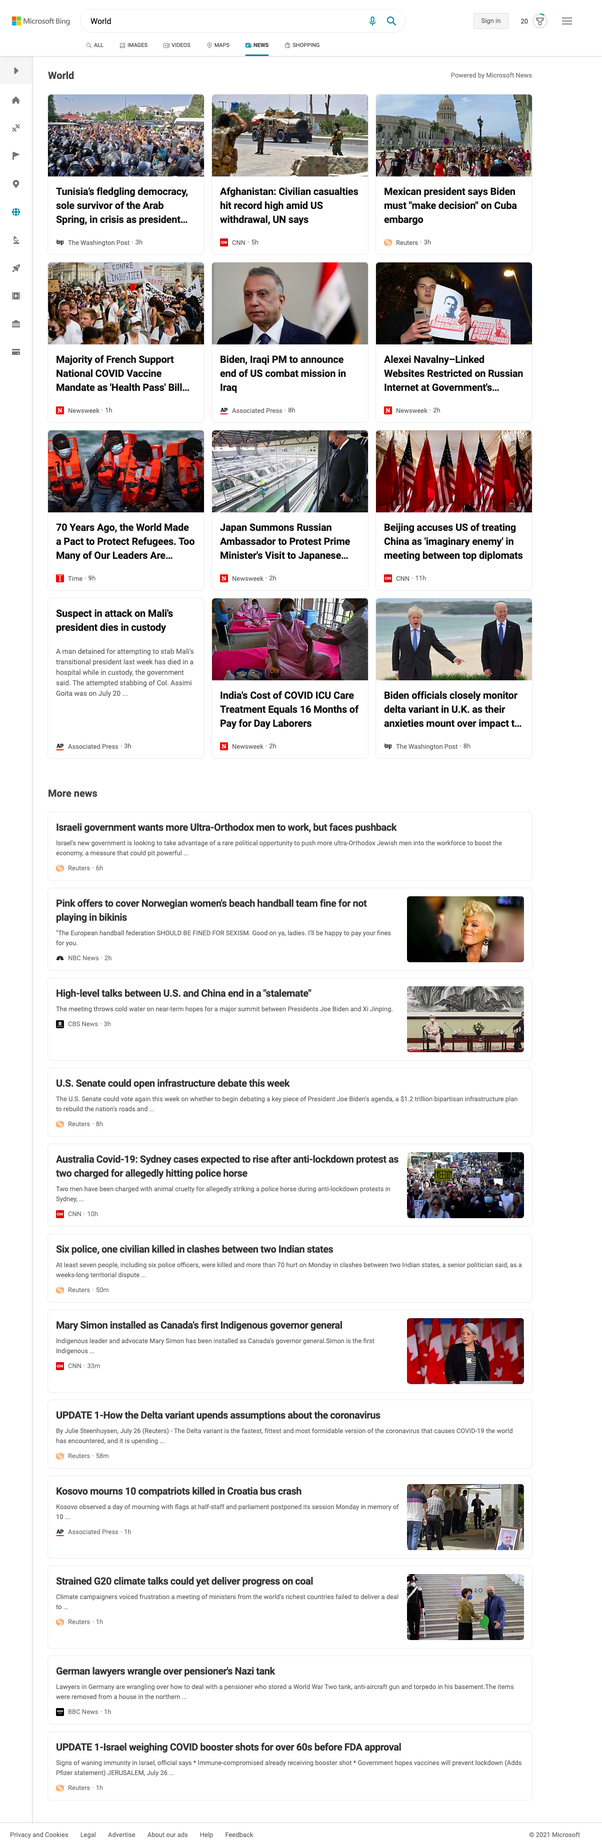 Microsoft Bing
World
Sign in
20
ALL
IMAGES
VIDEOS
MAPS
NEWS
SHOPPING
World
Powered by Microsoft News
Tunisia's fledgling democracy,
sole survivor of the Arab
Spring, in crisis as president...
wp The Washington Post · 3h
Afghanistan: Civilian casualties
hit record high amid US
withdrawal, UN says
CNN · 5h
Mexican president says Biden
must "make decision" on Cuba
embargo
Reuters · 3h
CONTRE
L'INJUSTICE
Majority of French Support
National COVID Vaccine
Mandate as 'Health Pass' Bill...
N Newsweek · 1h
Biden, Iraqi PM to announce
end of US combat mission in
Iraq
AP Associated Press · 8h
Alexei Navalny–Linked
Websites Restricted on Russian
Internet at Government's...
N Newsweek · 2h
70 Years Ago, the World Made
a Pact to Protect Refugees. Too
Many of Our Leaders Are...
T Time · 9h
Japan Summons Russian
Ambassador to Protest Prime
Minister's Visit to Japanese...
N Newsweek · 2h
Beijing accuses US of treating
China as 'imaginary enemy' in
meeting between top diplomats
CNN · 11h
Suspect in attack on Mali's
president dies in custody
A man detained for attempting to stab Mali's
transitional president last week has died in a
hospital while in custody, the government
said. The attempted stabbing of Col. Assimi
Goita was on July 20 ...
AP Associated Press · 3h
India's Cost of COVID ICU Care
Treatment Equals 16 Months of
Pay for Day Laborers
N Newsweek · 2h
Biden officials closely monitor
delta variant in U.K. as their
anxieties mount over impact t...
wp The Washington Post · 8h
More news
Israeli government wants more Ultra-Orthodox men to work, but faces pushback
Israel's new government is looking to take advantage of a rare political opportunity to push more ultra-Orthodox Jewish men into the workforce to boost the
economy, a measure that could pit powerful ...
Reuters · 6h
Pink offers to cover Norwegian women's beach handball team fine for not
playing in bikinis
"The European handball federation SHOULD BE FINED FOR SEXISM. Good on ya, ladies. I'll be happy to pay your fines
for you.
NBC News · 2h
High-level talks between U.S. and China end in a "stalemate"
The meeting throws cold water on near-term hopes for a major summit between Presidents Joe Biden and Xi Jinping.
CBS News · 3h
U.S. Senate could open infrastructure debate this week
The U.S. Senate could vote again this week on whether to begin debating a key piece of President Joe Biden's agenda, a $1.2 trillion bipartisan infrastructure plan
to rebuild the nation's roads and ...
Reuters · 8h
Australia Covid-19: Sydney cases expected to rise after anti-lockdown protest as
two charged for allegedly hitting police horse
Two men have been charged with animal cruelty for allegedly striking a police horse during anti-lockdown protests in
Sydney, ...
CNN · 10h
Six police, one civilian killed in clashes between two Indian states
At least seven people, including six police officers, were killed and more than 70 hurt on Monday in clashes between two Indian states, a senior politician said, as a
weeks-long territorial dispute ...
Reuters · 50m
Mary Simon installed as Canada's first Indigenous governor general
Indigenous leader and advocate Mary Simon has been installed as Canada's governor general.Simon is the first
Indigenous ...
CNN · 33m
UPDATE 1-How the Delta variant upends assumptions about the coronavirus
By Julie Steenhuysen, July 26 (Reuters) - The Delta variant is the fastest, fittest and most formidable version of the coronavirus that causes COVID-19 the world
has encountered, and it is upending ...
Reuters · 58m
Kosovo mourns 10 compatriots killed in Croatia bus crash
Kosovo observed a day of mourning with flags at half-staff and parliament postponed its session Monday in memory of
10 ...
AP Associated Press · 1h
Strained G20 climate talks could yet deliver progress on coal
Climate campaigners voiced frustration a meeting of ministers from the world's richest countries failed to deliver a deal
to ...
Reuters · 1h
German lawyers wrangle over pensioner's Nazi tank
Lawyers in Germany are wrangling over how to deal with a pensioner who stored a World War Two tank, anti-aircraft gun and torpedo in his basement.The items
were removed from a house in the northern ...
BBC News · 1h
UPDATE 1-Israel weighing COVID booster shots for over 60s before FDA approval
Signs of waning immunity in Israel, official says * Immune-compromised already receiving booster shot * Government hopes vaccines will prevent lockdown (Adds
Pfizer statement) JERUSALEM, July 26 ...
Reuters · 1h
Privacy and Cookies
Legal
Advertise
About our ads
Help
Feedback
© 2021 Microsoft